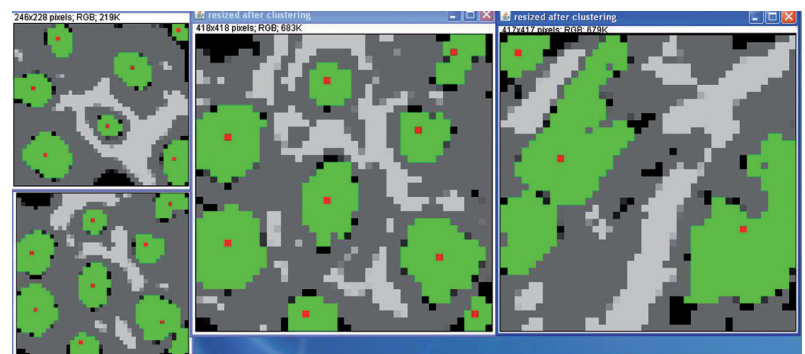 246x228 pixels; RGB; 219K
resized after clustering
418x418 pixels; RGB; 683K
resized after clustering
417x417 pixels; RGB; 679K